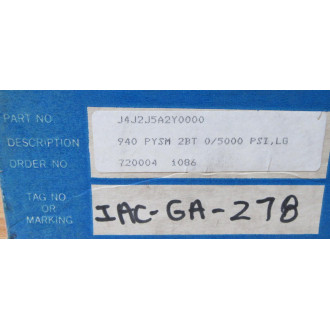 PART NO. J4J2J5A2Y0000
DESCRIPTION 940 PYSM 2BT 0/5000 PSI,LG
ORDER NO. 720004 1086
TAG NO.
OR
MARKING
IAC-GA-278